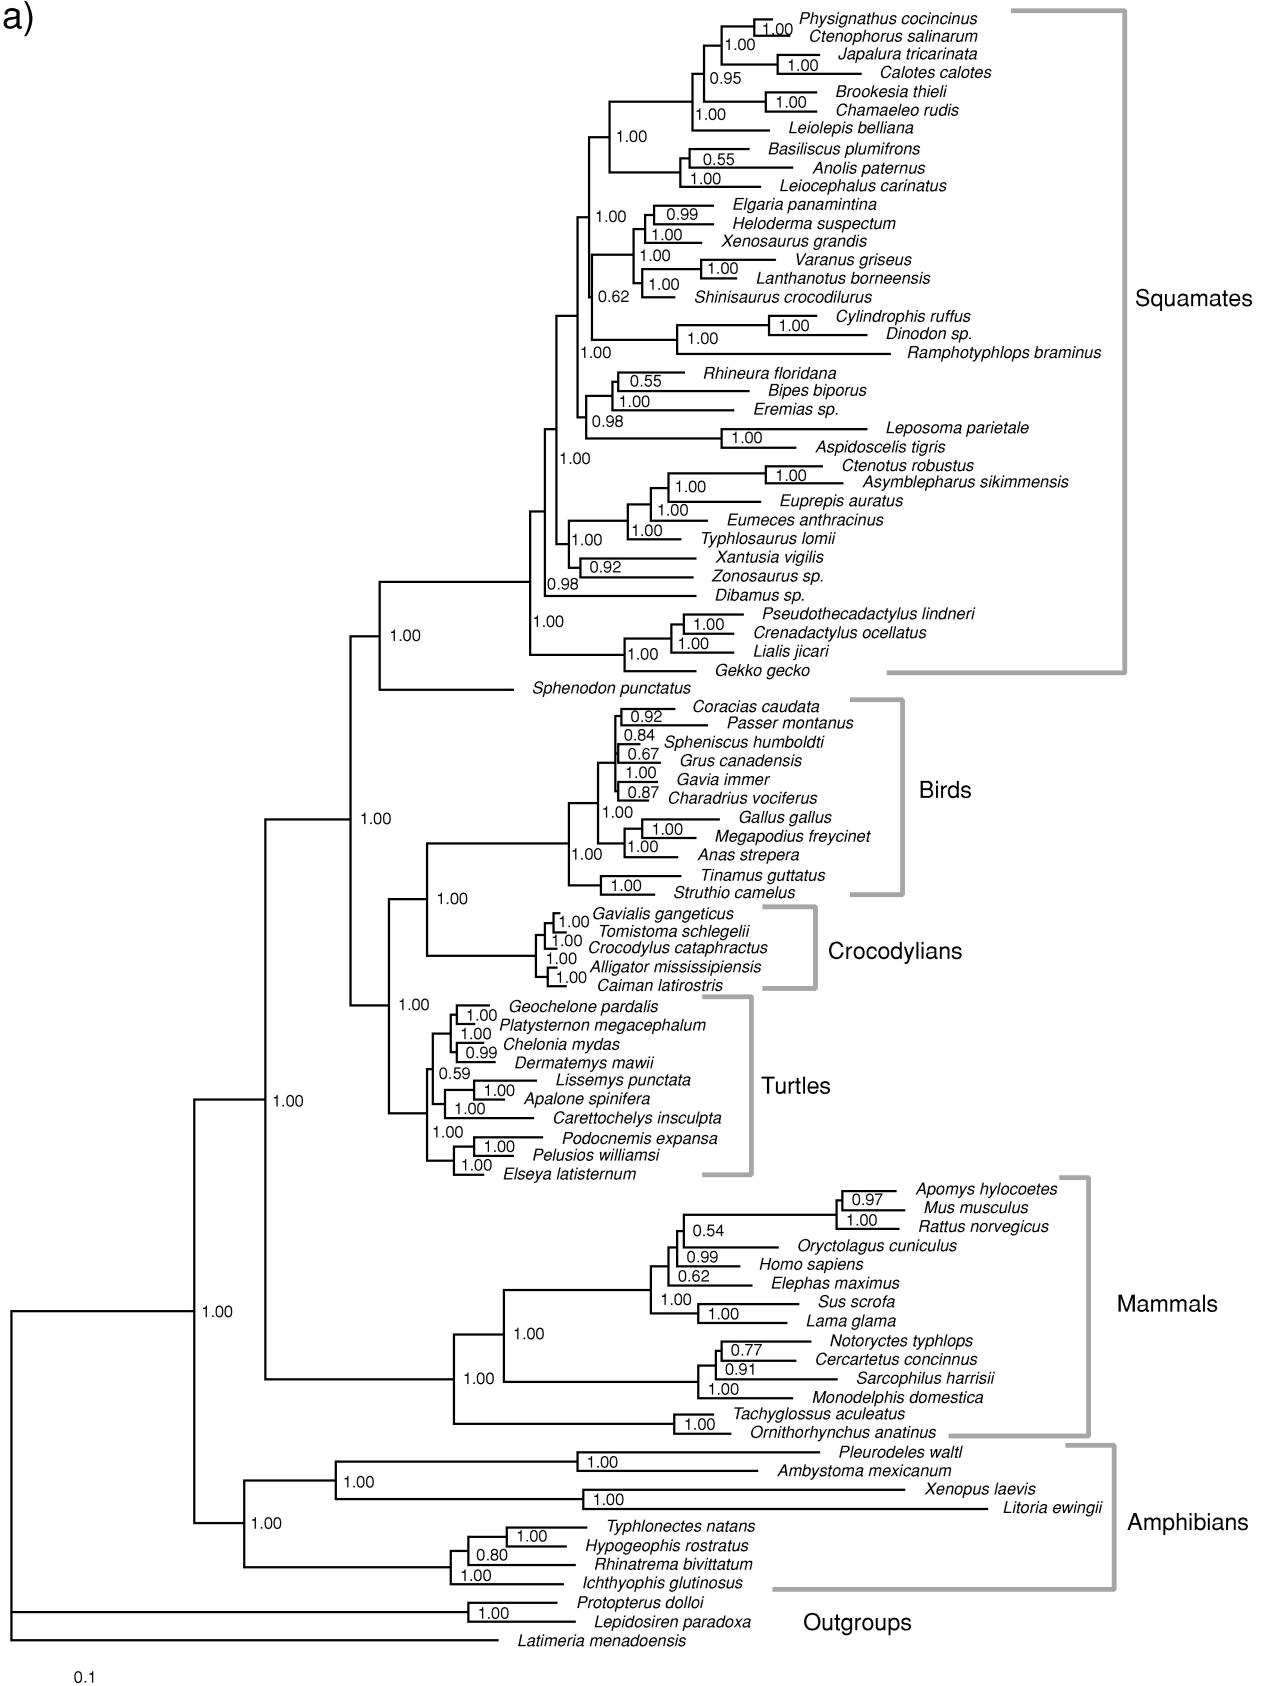 a)
Physignathus cocincinus
1.00
Ctenophorus salinarum
1.00
Japalura tricarinata
1.00
Calotes calotes
0.95
Brookesia thieli
1.00
Chamaeleo rudis
1.00
Leiolepis belliana
1.00
Basiliscus plumifrons
0.55
Anolis paternus
1.00
Leiocephalus carinatus
Elgaria panamintina
1.00
0.99
Heloderma suspectum
1.00
Xenosaurus grandis
1.00
Varanus griseus
1.00
Lanthanotus borneensis
1.00
0.62
Shinisaurus crocodilurus
Squamates
Cylindrophis ruffus
1.00
Dinodon sp.
1.00
Ramphotyphlops braminus
1.00
Rhineura floridana
0.55
Bipes biporus
1.00
Eremias sp.
0.98
Leposoma parietale
1.00
Aspidoscelis tigris
1.00
Ctenotus robustus
1.00
Asymblepharus sikimmensis
1.00
Euprepis auratus
1.00
Eumeces anthracinus
1.00
Typhlosaurus lomii
1.00
Xantusia vigilis
0.92
Zonosaurus sp.
0.98
Dibamus sp.
Pseudothecadactylus lindneri
1.00
1.00
Crenadactylus ocellatus
1.00
1.00
Lialis jicari
1.00
Gekko gecko
Sphenodon punctatus
Coracias caudata
0.92
Passer montanus
0.84
Spheniscus humboldti
0.67
Grus canadensis
1.00
Gavia immer
0.87
Charadrius vociferus
Birds
1.00
Gallus gallus
1.00
1.00
Megapodius freycinet
1.00
1.00
Anas strepera
Tinamus guttatus
1.00
Struthio camelus
1.00
Gavialis gangeticus
1.00
Tomistoma schlegelii
1.00
Crocodylus cataphractus
1.00
Crocodylians
Alligator mississipiensis
1.00
Caiman latirostris
1.00
Geochelone pardalis
1.00
Platysternon megacephalum
1.00
Chelonia mydas
0.99
Dermatemys mawii
0.59
Lissemys punctata
Turtles
1.00
Apalone spinifera
1.00
1.00
Carettochelys insculpta
1.00
Podocnemis expansa
1.00
Pelusios williamsi
1.00
Elseya latisternum
Apomys hylocoetes
0.97
Mus musculus
1.00
Rattus norvegicus
0.54
Oryctolagus cuniculus
0.99
Homo sapiens
0.62
Elephas maximus
1.00
Sus scrofa
Mammals
1.00
1.00
Lama glama
1.00
Notoryctes typhlops
0.77
Cercartetus concinnus
0.91
1.00
Sarcophilus harrisii
1.00
Monodelphis domestica
Tachyglossus aculeatus
1.00
Ornithorhynchus anatinus
Pleurodeles waltl
1.00
Ambystoma mexicanum
1.00
Xenopus laevis
1.00
Litoria ewingii
1.00
Amphibians
Typhlonectes natans
1.00
Hypogeophis rostratus
0.80
Rhinatrema bivittatum
1.00
Ichthyophis glutinosus
Protopterus dolloi
1.00
Outgroups
Lepidosiren paradoxa
Latimeria menadoensis
0.1